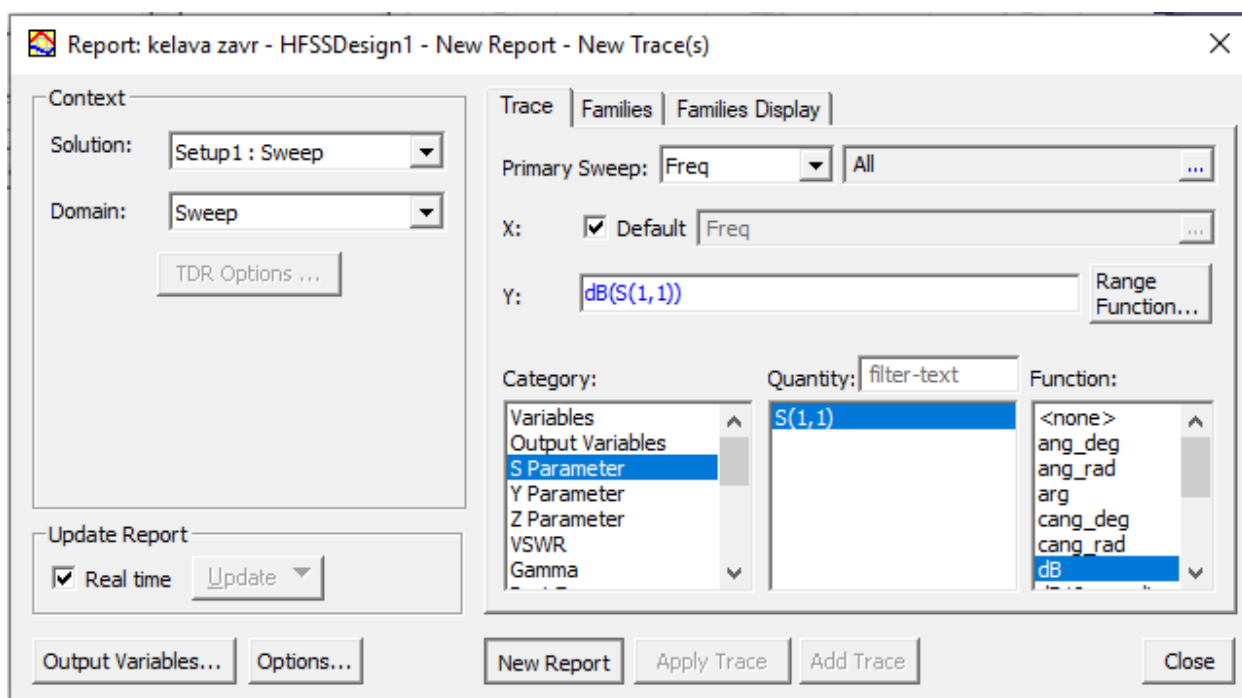 Report: kelava zavr - HFSSDesign1 - New Report - New Trace(s)
Context
Solution:
Setup1 : Sweep
Domain:
Sweep
TDR Options ...
Update Report
Real time
Update
Output Variables...
Options...
Trace
Families
Families Display
Primary Sweep:
Freq
All
...
X:
Default
Freq
...
Y:
dB(S(1,1))
Range
Function...
Category:
Variables
Output Variables
S Parameter
Y Parameter
Z Parameter
VSWR
Gamma
Quantity:
filter-text
S(1,1)
Function:
<none>
ang_deg
ang_rad
arg
cang_deg
cang_rad
dB
New Report
Apply Trace
Add Trace
Close